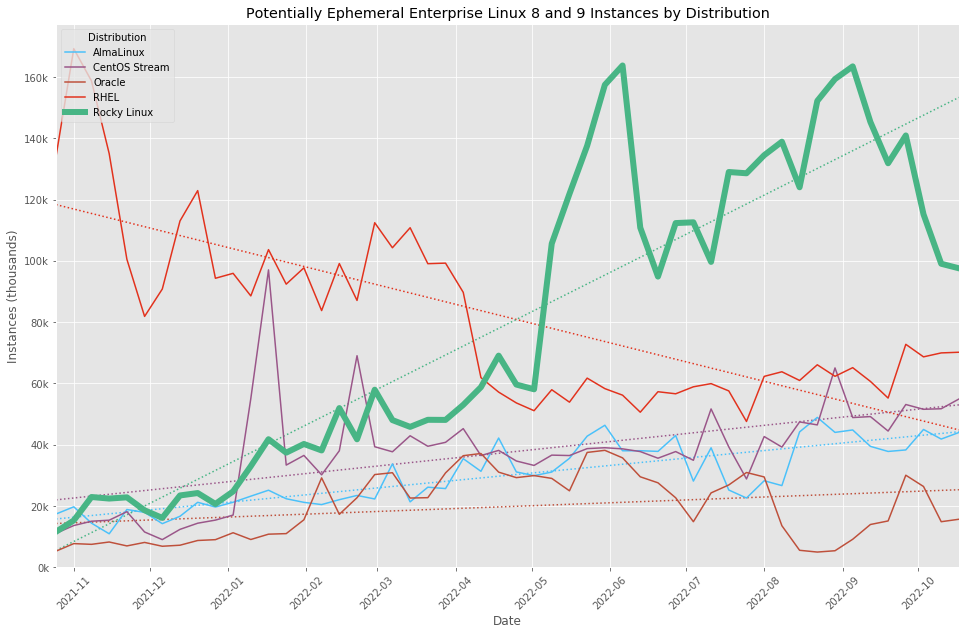 Potentially Ephemeral Enterprise Linux 8 and 9 Instances by Distribution
Distribution
AlmaLinux
CentOS Stream
Oracle
RHEL
Rocky Linux
Instances (thousands)
160k
140k
120k
100k
80k
60k
40k
20k
0k
2021-11
2021-12
2022-01
2022-02
2022-03
2022-04
2022-05
2022-06
2022-07
2022-08
2022-09
2022-10
Date